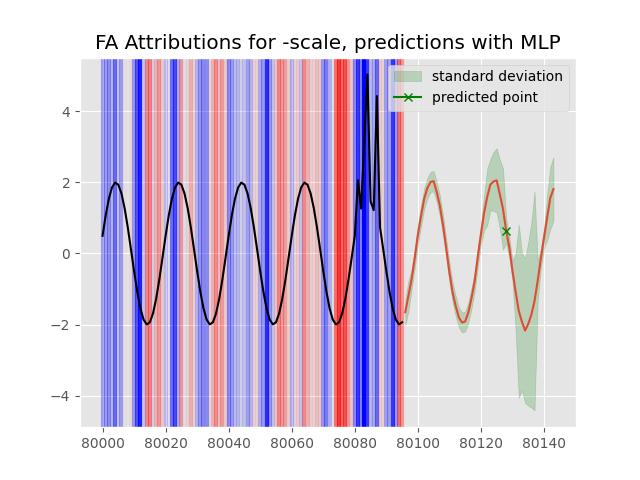 FA Attributions for -scale, predictions with MLP
standard deviation
predicted point
4
2
0
−2
−4
80000 80020 80040 80060 80080 80100 80120 80140